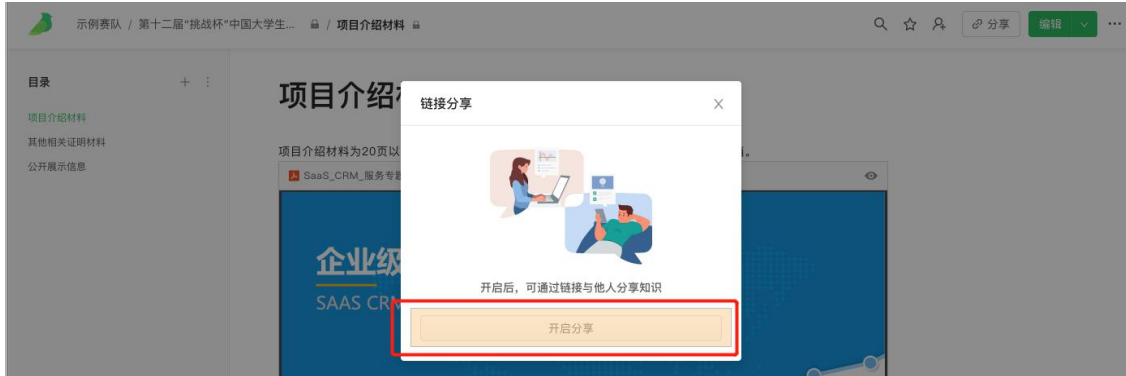 示例赛队 / 第十二届“挑战杯”中国大学生... / 项目介绍材料
分享
编辑
目录
项目介绍材料
其他相关证明材料
公开展示信息
项目介绍
项目介绍材料为20页以
SaaS_CRM_服务专题
企业级
SAAS CRM
链接分享
开启后，可通过链接与他人分享知识
开启分享